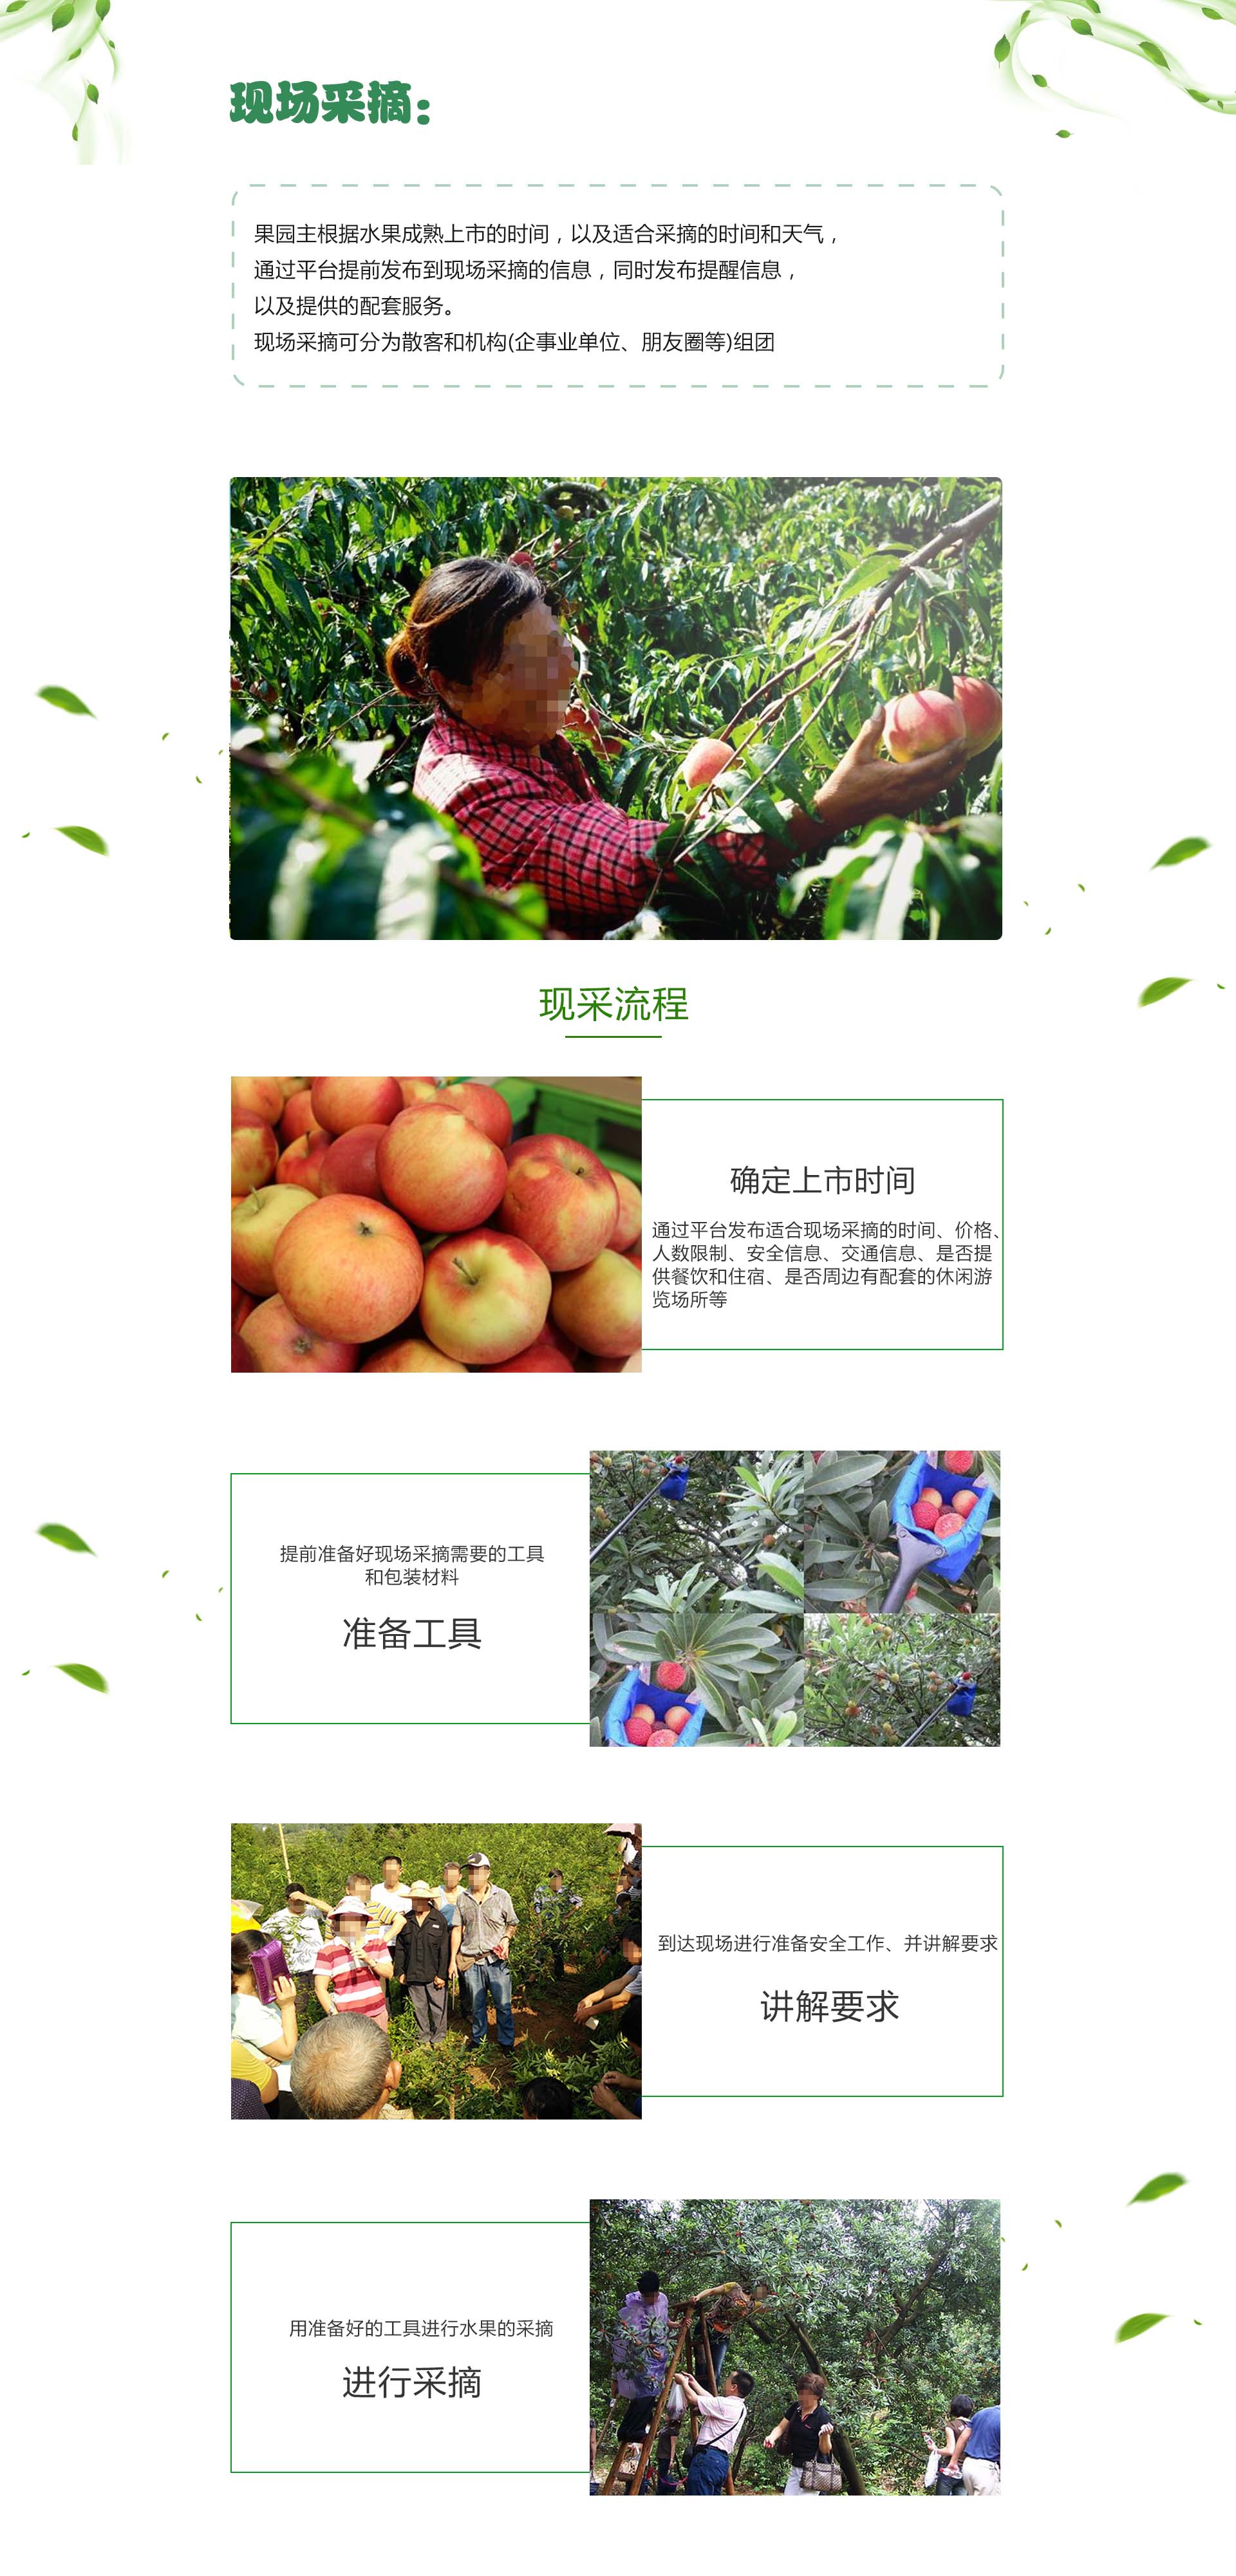 现场采摘：
果园主根据水果成熟上市的时间，以及适合采摘的时间和天气，
通过平台提前发布到现场采摘的信息，同时发布提醒信息，
以及提供的配套服务。
现场采摘可分为散客和机构(企事业单位、朋友圈等)组团
现采流程
确定上市时间
通过平台发布适合现场采摘的时间、价格、
人数限制、安全信息、交通信息、是否提
供餐饮和住宿、是否周边有配套的休闲游
览场所等
提前准备好现场采摘需要的工具
和包装材料
准备工具
到达现场进行准备安全工作、并讲解要求
讲解要求
用准备好的工具进行水果的采摘
进行采摘